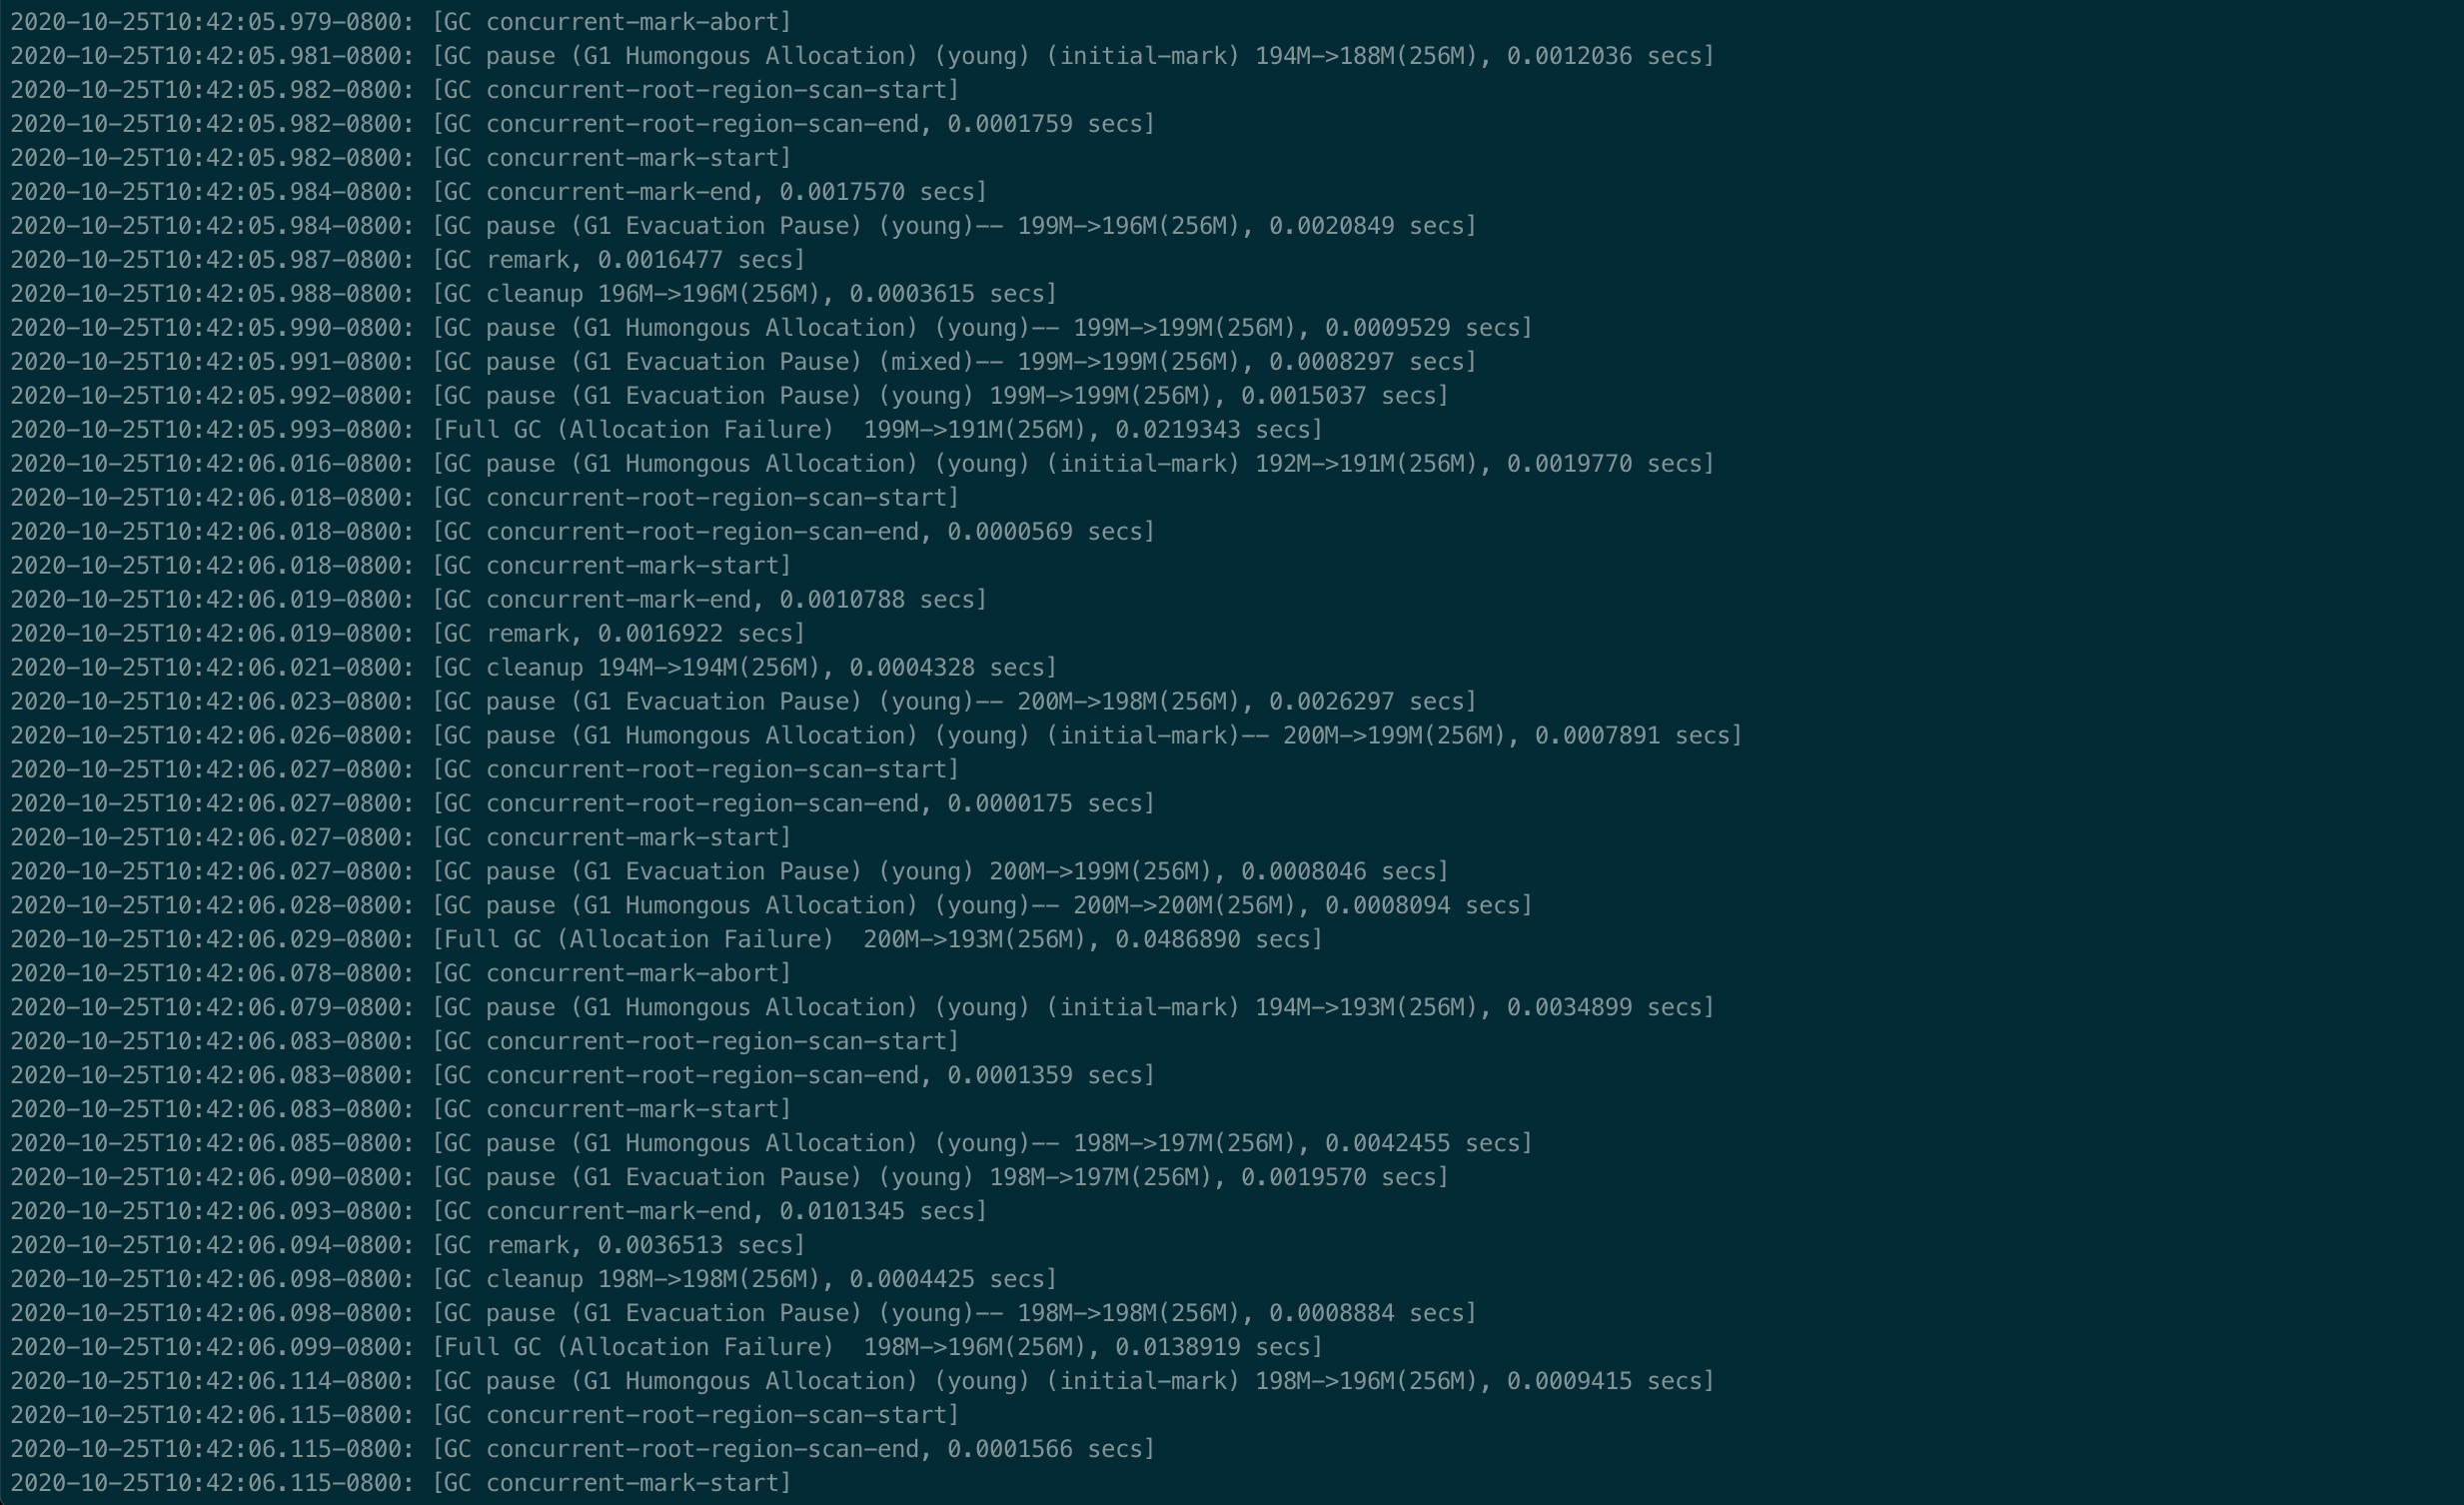 2020-10-25T10:42:05.979-0800: [GC concurrent-mark-abort]
2020-10-25T10:42:05.981-0800: [GC pause (G1 Humongous Allocation) (young) (initial-mark) 194M->188M(256M), 0.0012036 secs]
2020-10-25T10:42:05.982-0800: [GC concurrent-root-region-scan-start]
2020-10-25T10:42:05.982-0800: [GC concurrent-root-region-scan-end, 0.0001759 secs]
2020-10-25T10:42:05.982-0800: [GC concurrent-mark-start]
2020-10-25T10:42:05.984-0800: [GC concurrent-mark-end, 0.0017570 secs]
2020-10-25T10:42:05.984-0800: [GC pause (G1 Evacuation Pause) (young)-- 199M->196M(256M), 0.0020849 secs]
2020-10-25T10:42:05.987-0800: [GC remark, 0.0016477 secs]
2020-10-25T10:42:05.988-0800: [GC cleanup 196M->196M(256M), 0.0003615 secs]
2020-10-25T10:42:05.990-0800: [GC pause (G1 Humongous Allocation) (young)-- 199M->199M(256M), 0.0009529 secs]
2020-10-25T10:42:05.991-0800: [GC pause (G1 Evacuation Pause) (mixed)-- 199M->199M(256M), 0.0008297 secs]
2020-10-25T10:42:05.992-0800: [GC pause (G1 Evacuation Pause) (young) 199M->199M(256M), 0.0015037 secs]
2020-10-25T10:42:05.993-0800: [Full GC (Allocation Failure)  199M->191M(256M), 0.0219343 secs]
2020-10-25T10:42:06.016-0800: [GC pause (G1 Humongous Allocation) (young) (initial-mark) 192M->191M(256M), 0.0019770 secs]
2020-10-25T10:42:06.018-0800: [GC concurrent-root-region-scan-start]
2020-10-25T10:42:06.018-0800: [GC concurrent-root-region-scan-end, 0.0000569 secs]
2020-10-25T10:42:06.018-0800: [GC concurrent-mark-start]
2020-10-25T10:42:06.019-0800: [GC concurrent-mark-end, 0.0010788 secs]
2020-10-25T10:42:06.019-0800: [GC remark, 0.0016922 secs]
2020-10-25T10:42:06.021-0800: [GC cleanup 194M->194M(256M), 0.0004328 secs]
2020-10-25T10:42:06.023-0800: [GC pause (G1 Evacuation Pause) (young)-- 200M->198M(256M), 0.0026297 secs]
2020-10-25T10:42:06.026-0800: [GC pause (G1 Humongous Allocation) (young) (initial-mark)-- 200M->199M(256M), 0.0007891 secs]
2020-10-25T10:42:06.027-0800: [GC concurrent-root-region-scan-start]
2020-10-25T10:42:06.027-0800: [GC concurrent-root-region-scan-end, 0.0000175 secs]
2020-10-25T10:42:06.027-0800: [GC concurrent-mark-start]
2020-10-25T10:42:06.027-0800: [GC pause (G1 Evacuation Pause) (young) 200M->199M(256M), 0.0008046 secs]
2020-10-25T10:42:06.028-0800: [GC pause (G1 Humongous Allocation) (young)-- 200M->200M(256M), 0.0008094 secs]
2020-10-25T10:42:06.029-0800: [Full GC (Allocation Failure)  200M->193M(256M), 0.0486890 secs]
2020-10-25T10:42:06.078-0800: [GC concurrent-mark-abort]
2020-10-25T10:42:06.079-0800: [GC pause (G1 Humongous Allocation) (young) (initial-mark) 194M->193M(256M), 0.0034899 secs]
2020-10-25T10:42:06.083-0800: [GC concurrent-root-region-scan-start]
2020-10-25T10:42:06.083-0800: [GC concurrent-root-region-scan-end, 0.0001359 secs]
2020-10-25T10:42:06.083-0800: [GC concurrent-mark-start]
2020-10-25T10:42:06.085-0800: [GC pause (G1 Humongous Allocation) (young)-- 198M->197M(256M), 0.0042455 secs]
2020-10-25T10:42:06.090-0800: [GC pause (G1 Evacuation Pause) (young) 198M->197M(256M), 0.0019570 secs]
2020-10-25T10:42:06.093-0800: [GC concurrent-mark-end, 0.0101345 secs]
2020-10-25T10:42:06.094-0800: [GC remark, 0.0036513 secs]
2020-10-25T10:42:06.098-0800: [GC cleanup 198M->198M(256M), 0.0004425 secs]
2020-10-25T10:42:06.098-0800: [GC pause (G1 Evacuation Pause) (young)-- 198M->198M(256M), 0.0008884 secs]
2020-10-25T10:42:06.099-0800: [Full GC (Allocation Failure)  198M->196M(256M), 0.0138919 secs]
2020-10-25T10:42:06.114-0800: [GC pause (G1 Humongous Allocation) (young) (initial-mark) 198M->196M(256M), 0.0009415 secs]
2020-10-25T10:42:06.115-0800: [GC concurrent-root-region-scan-start]
2020-10-25T10:42:06.115-0800: [GC concurrent-root-region-scan-end, 0.0001566 secs]
2020-10-25T10:42:06.115-0800: [GC concurrent-mark-start]